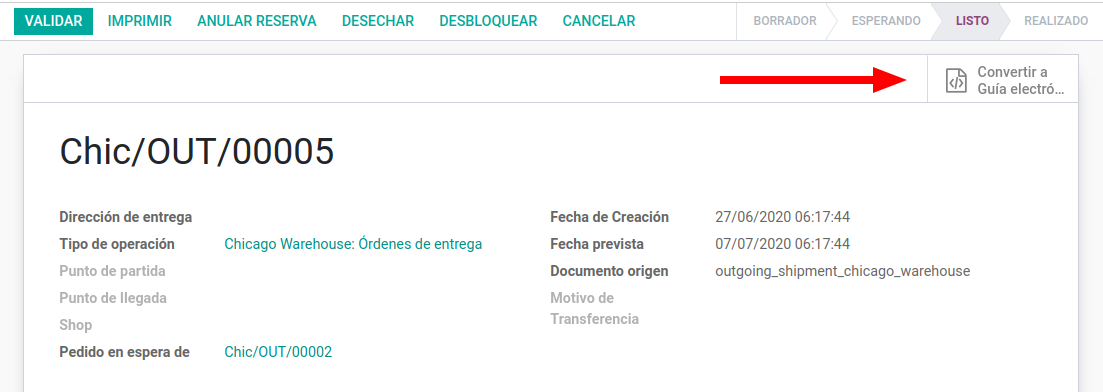 VALIDAR IMPRIMIR ANULAR RESERVA DESECHAR DESBLOQUEAR CANCELAR BORRADOR ESPERANDO LISTO REALIZADO
Convertir a
Guía electró...
Chic/OUT/00005
Dirección de entrega
Tipo de operación Chicago Warehouse: Órdenes de entrega
Punto de partida
Punto de llegada
Shop
Pedido en espera de Chic/OUT/00002
Fecha de Creación 27/06/2020 06:17:44
Fecha prevista 07/07/2020 06:17:44
Documento origen outgoing_shipment_chicago_warehouse
Motivo de
Transferencia